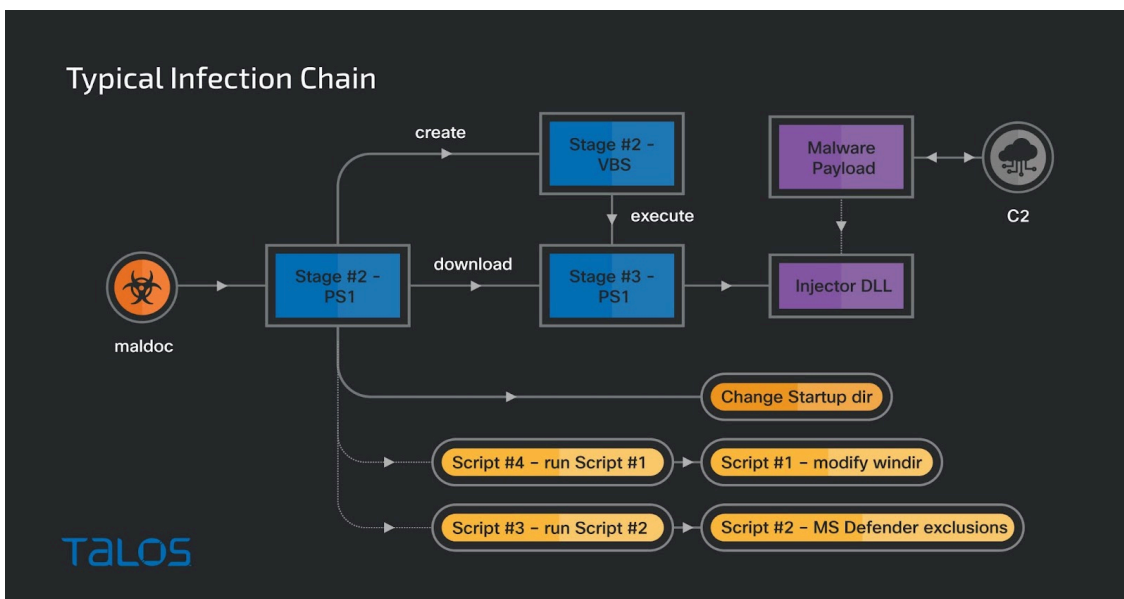 Typical Infection Chain
create
Stage #2 -
VBS
Malware
Payload
execute
C2
maldoc
Stage #2 -
PS1
download
Stage #3 -
PS1
Injector DLL
Change Startup dir
Script #4 - run Script #1
Script #1 - modify windir
Script #3 - run Script #2
Script #2 - MS Defender exclusions
TALOS